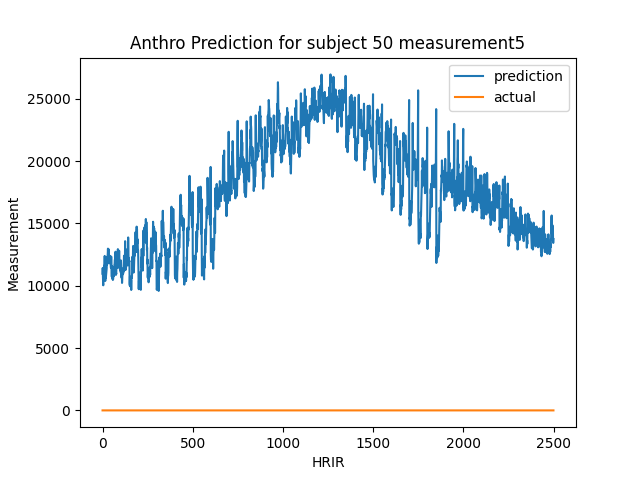 Anthro Prediction for subject 50 measurement5
prediction
actual
25000
20000
15000
10000
5000
0
Measurement
0 500 1000 1500 2000 2500
HRIR